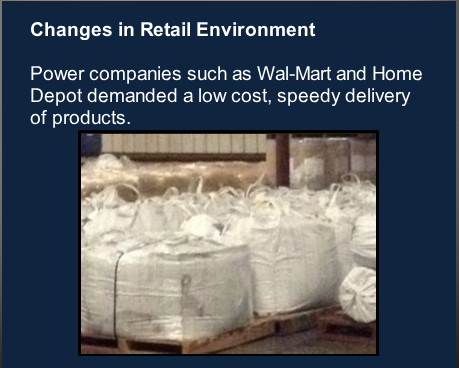 Changes in Retail Environment
Power companies such as Wal-Mart and Home
Depot demanded a low cost, speedy delivery
of products.